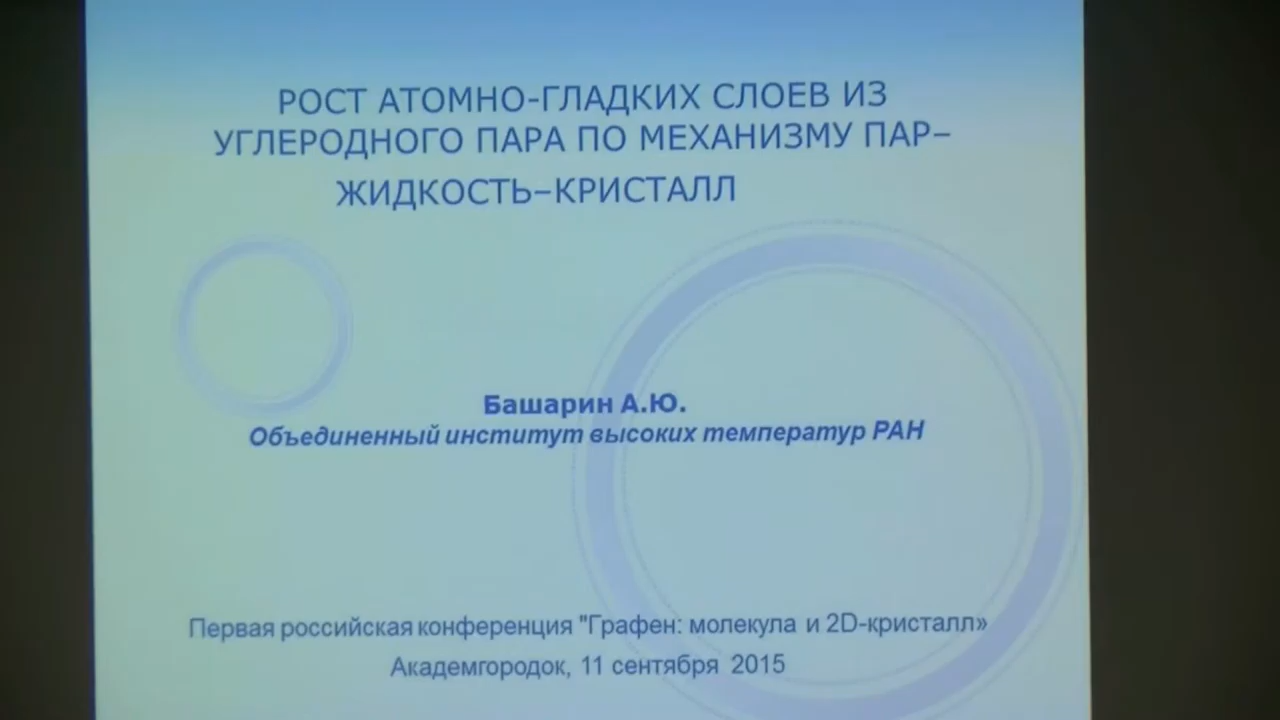 РОСТ АТОМНО-ГЛАДКИХ СЛОЕВ ИЗ
УГЛЕРОДНОГО ПАРА ПО МЕХАНИЗМУ ПАР–
ЖИДКОСТЬ–КРИСТАЛЛ
Башарин А.Ю.
Объединенный институт высоких температур РАН
Первая российская конференция "Графен: молекула и 2D-кристалл»
Академгородок, 11 сентября 2015